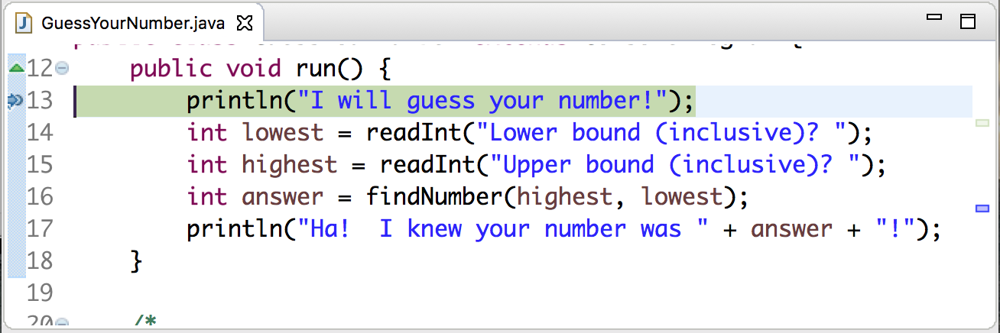 GuessYourNumber.java
12 public void run() {
13 println("I will guess your number!");
14 int lowest = readInt("Lower bound (inclusive)? ");
15 int highest = readInt("Upper bound (inclusive)? ");
16 int answer = findNumber(highest, lowest);
17 println("Ha!  I knew your number was " + answer + "!");
18 }
19
20 /*